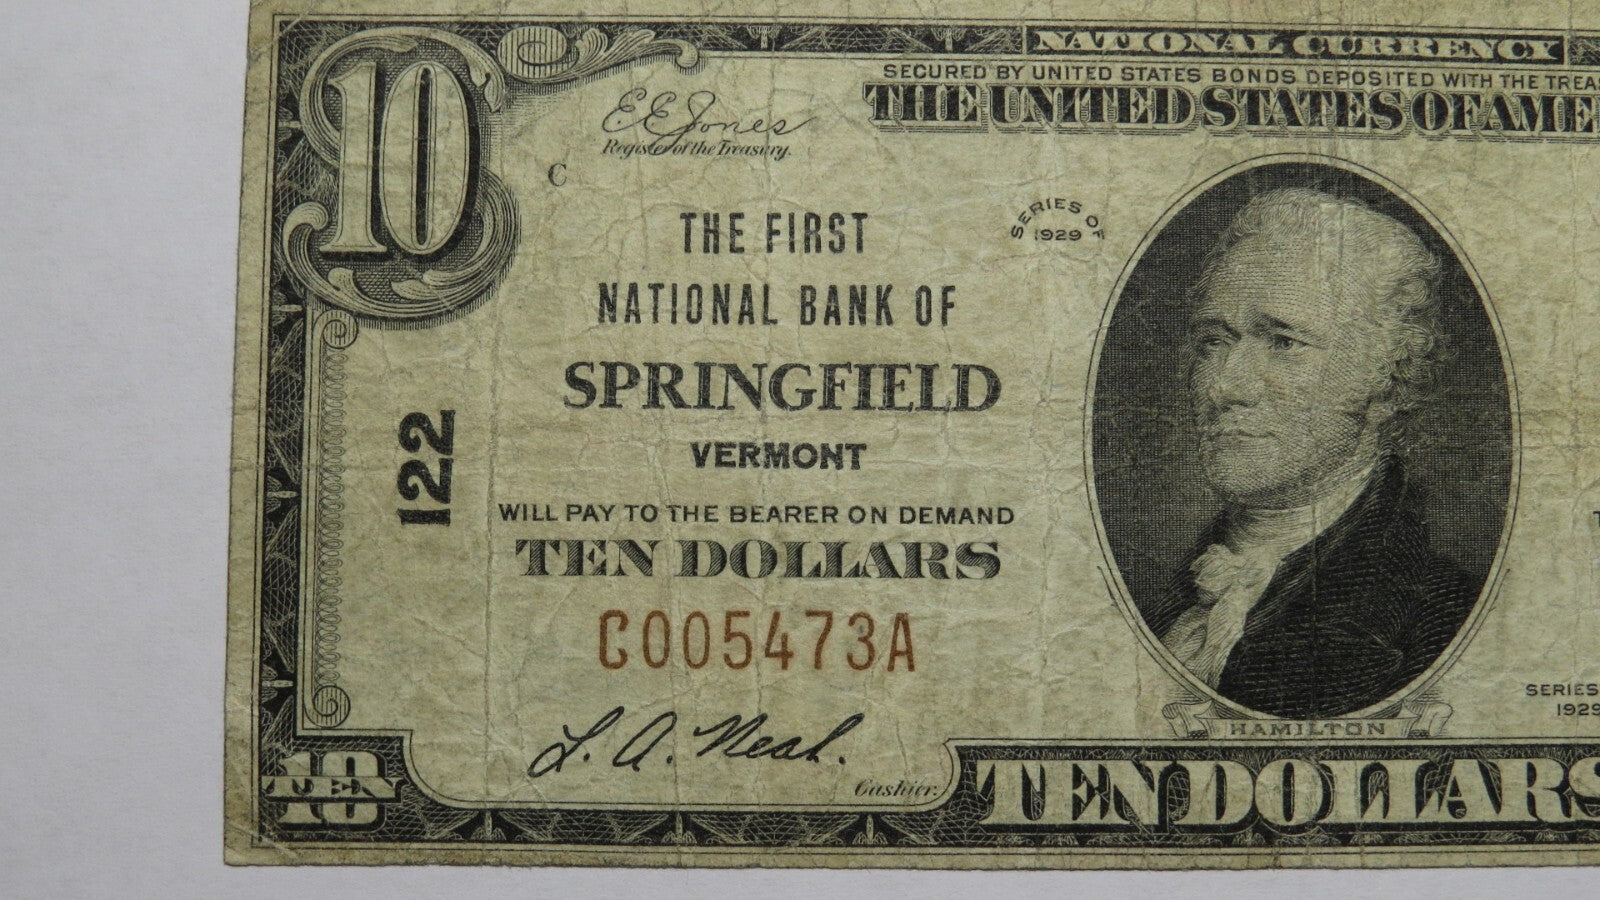 10
NATIONAL CURRENCY
SECURED BY UNITED STATES BONDS DEPOSITED WITH THE TREAS
THE UNITED STATES OF AME
E E Jones
Register of the Treasury.
C
SERIES OF
1929
THE FIRST
NATIONAL BANK OF
SPRINGFIELD
VERMONT
122
WILL PAY TO THE BEARER ON DEMAND
TEN DOLLARS
C005473A
SERIES
1929
HAMILTON
L. A.
Cashier.
10
TEN
TEN DOLLARS